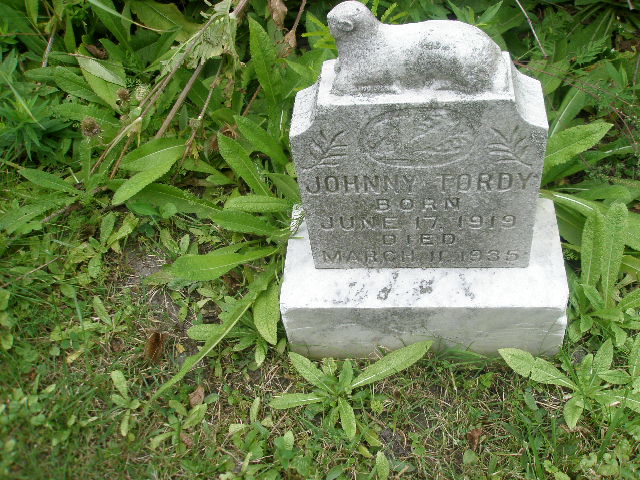 JOHNNY TORDY
BORN
JUNE 17, 1919
DIED
MARCH 11, 1935